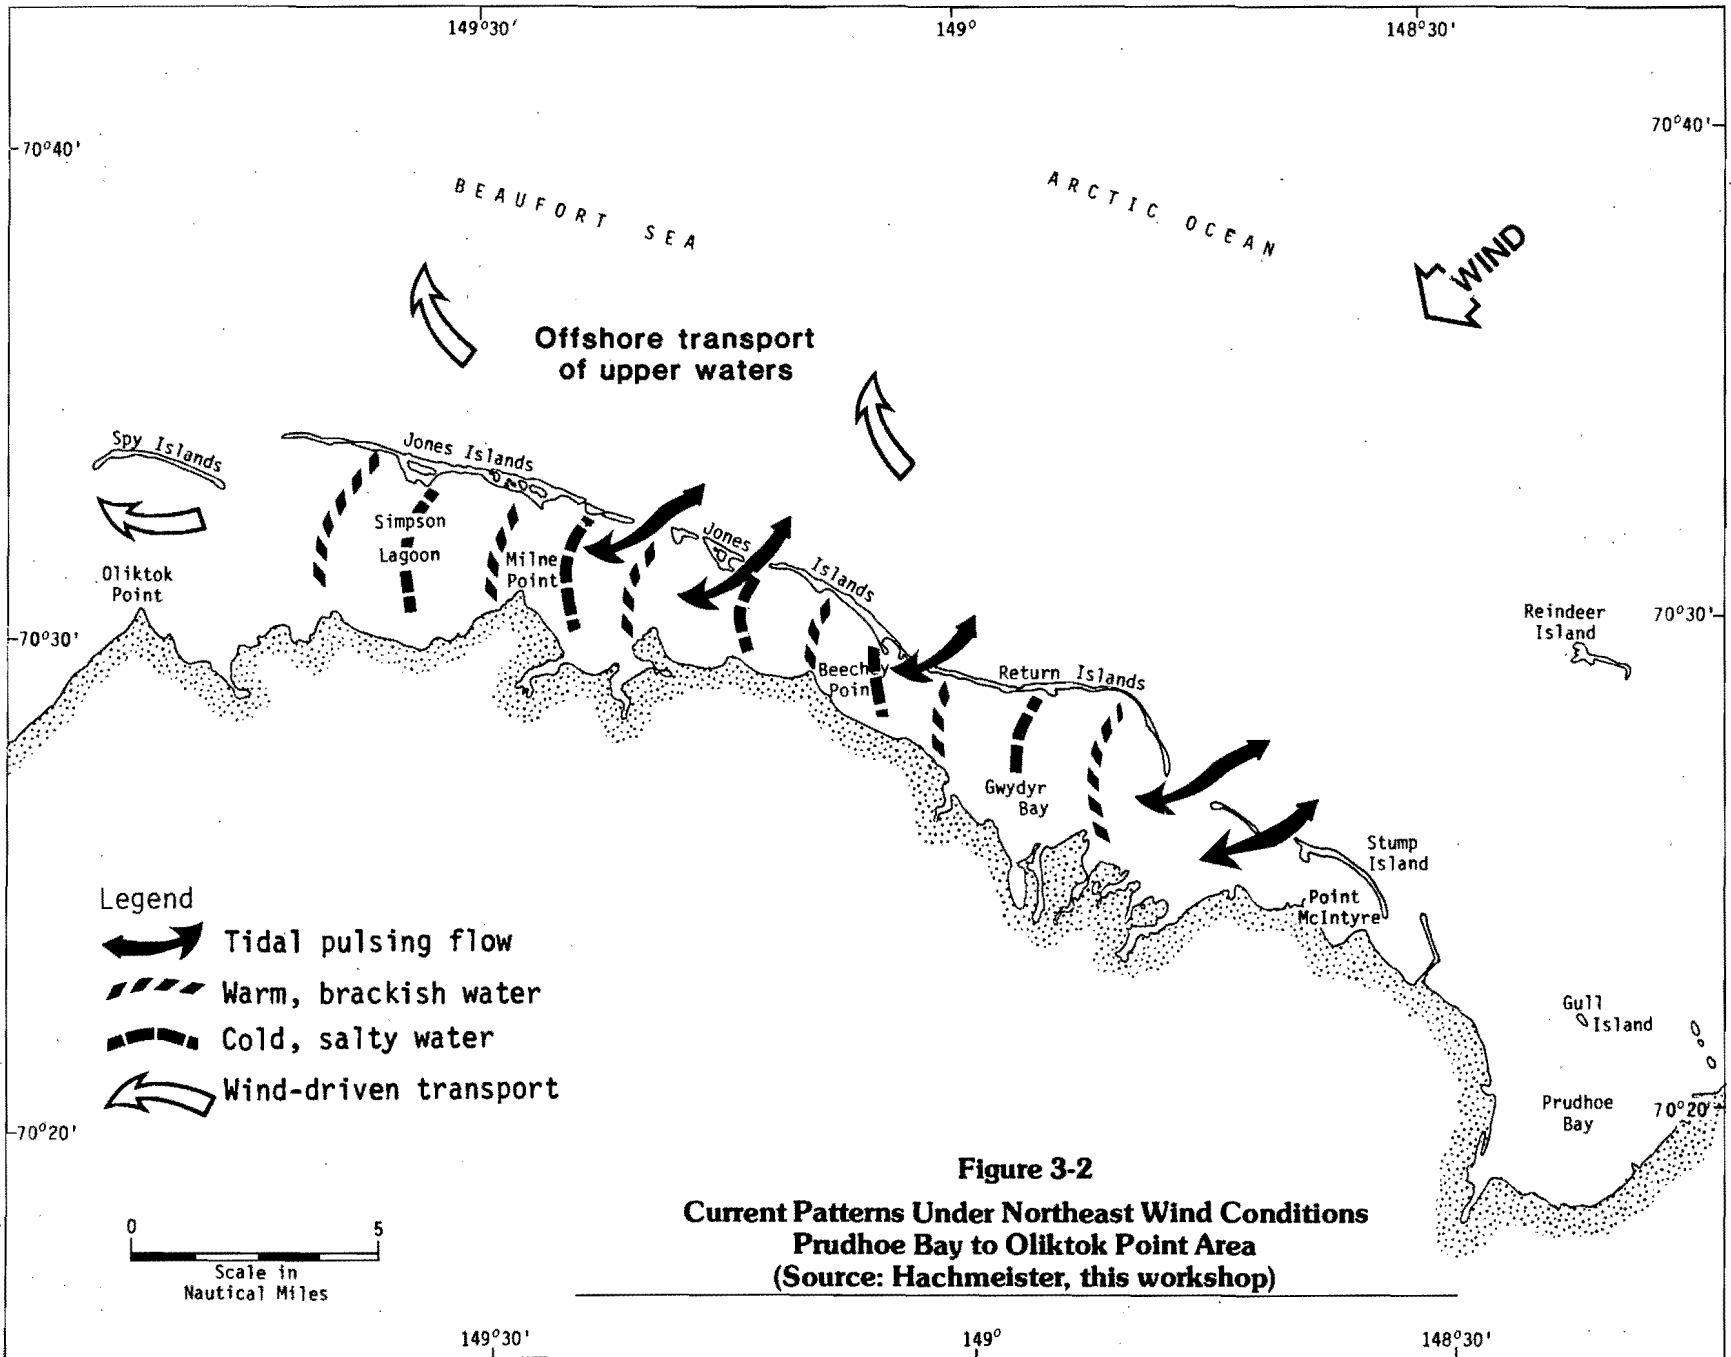 149°30'
149°
148°30'
70°40'
70°40'
BEAUFORT SEA
ARCTIC OCEAN
WIND
Offshore transport
of upper waters
Spy Islands
Jones Islands
Simpson
Lagoon
Milne
Point
Jones
Islands
Oliktok
Point
70°30'
70°30'
Reindeer
Island
Beechey
Point
Return Islands
Gwydyr
Bay
Stump
Island
Point
McIntyre
Legend
Tidal pulsing flow
Warm, brackish water
Cold, salty water
Wind-driven transport
Gull
Island
Prudhoe
Bay
70°20'
70°20'
Figure 3-2
Current Patterns Under Northeast Wind Conditions
Prudhoe Bay to Oliktok Point Area
(Source: Hachmeister, this workshop)
0
5
Scale in
Nautical Miles
149°30'
149°
148°30'